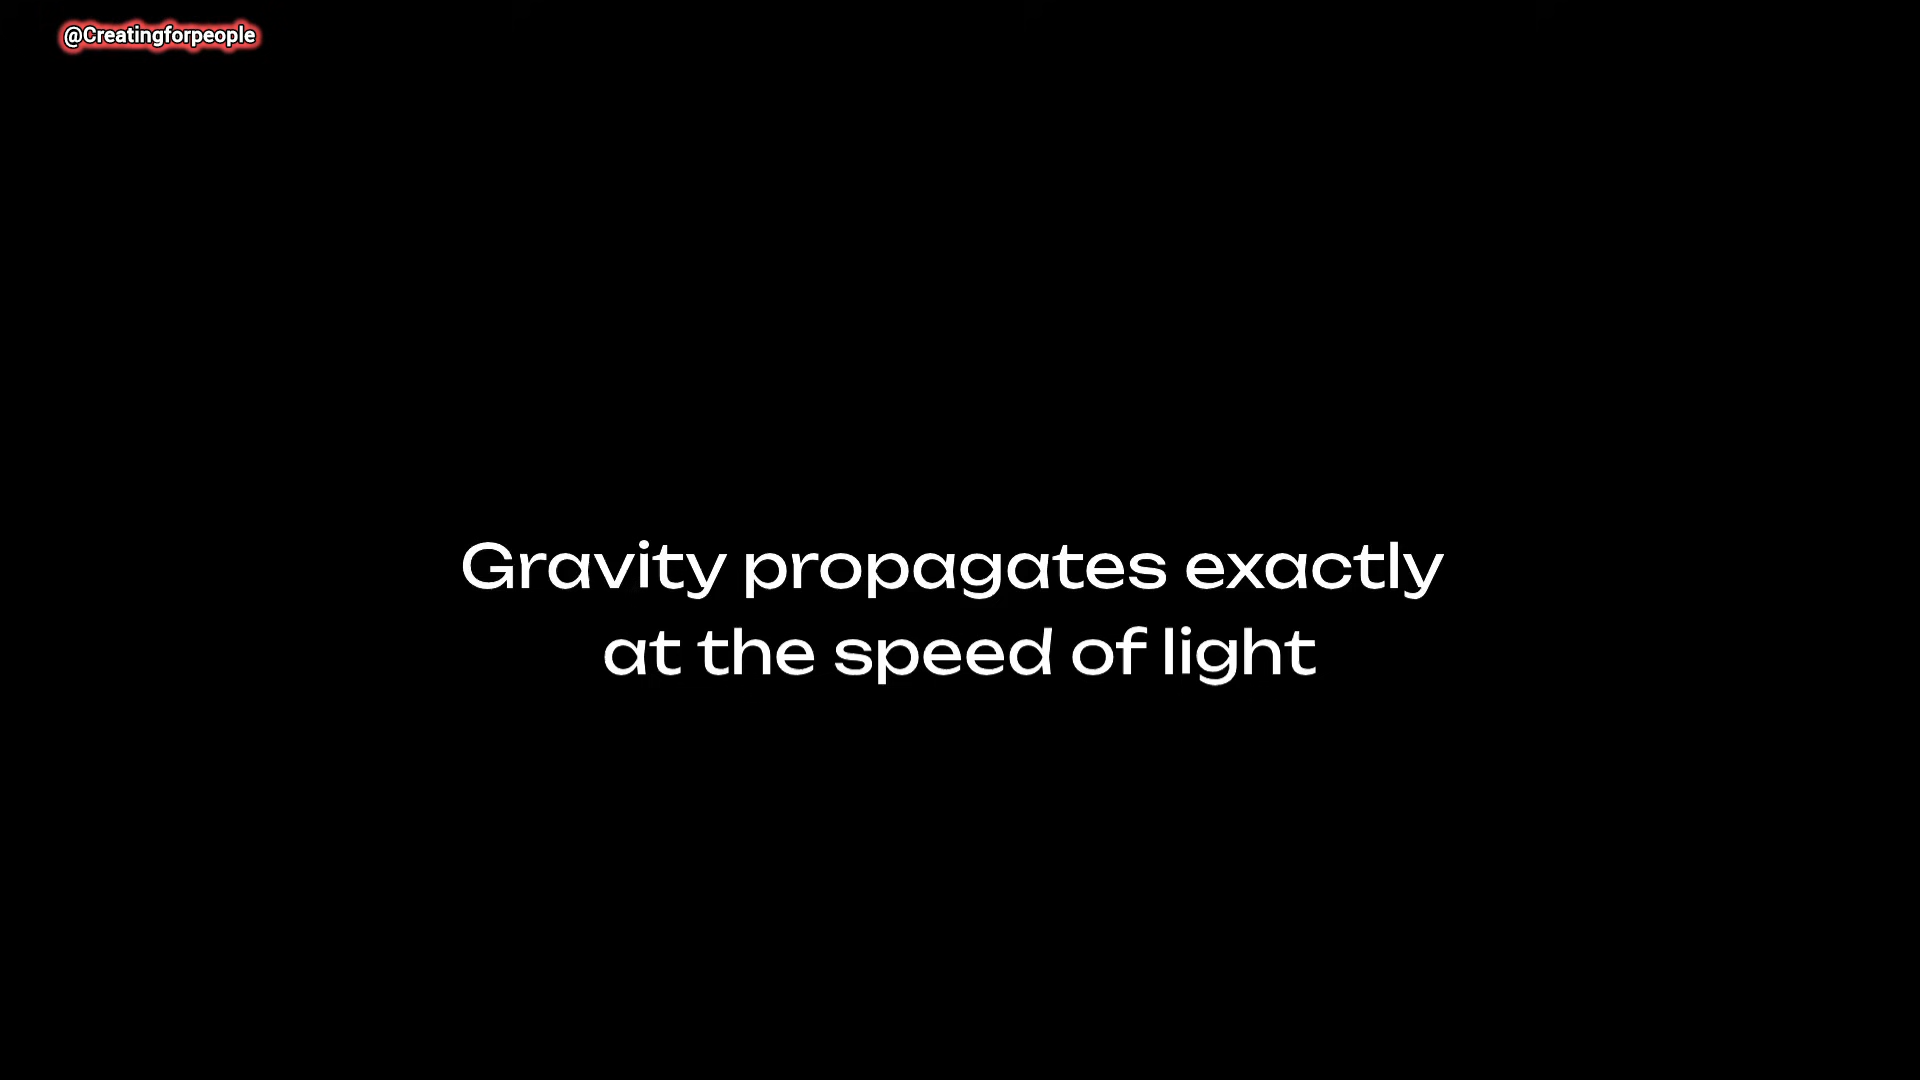 @Creatingforpeople
Gravity propagates exactly
at the speed of light